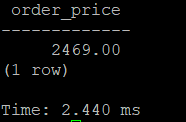 order_price
-------------
2469.00
(1 row)
Time: 2.440 ms